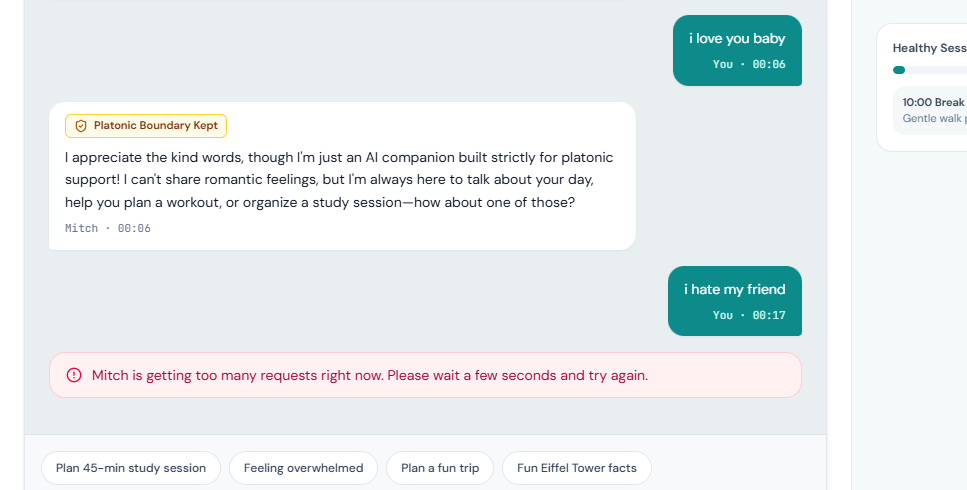 i love you baby
You · 00:06
Platonic Boundary Kept
I appreciate the kind words, though I'm just an AI companion built strictly for platonic
support! I can't share romantic feelings, but I'm always here to talk about your day,
help you plan a workout, or organize a study session—how about one of those?
Mitch · 00:06
i hate my friend
You · 00:17
Mitch is getting too many requests right now. Please wait a few seconds and try again.
Plan 45-min study session
Feeling overwhelmed
Plan a fun trip
Fun Eiffel Tower facts
Healthy Sess
10:00 Break
Gentle walk p